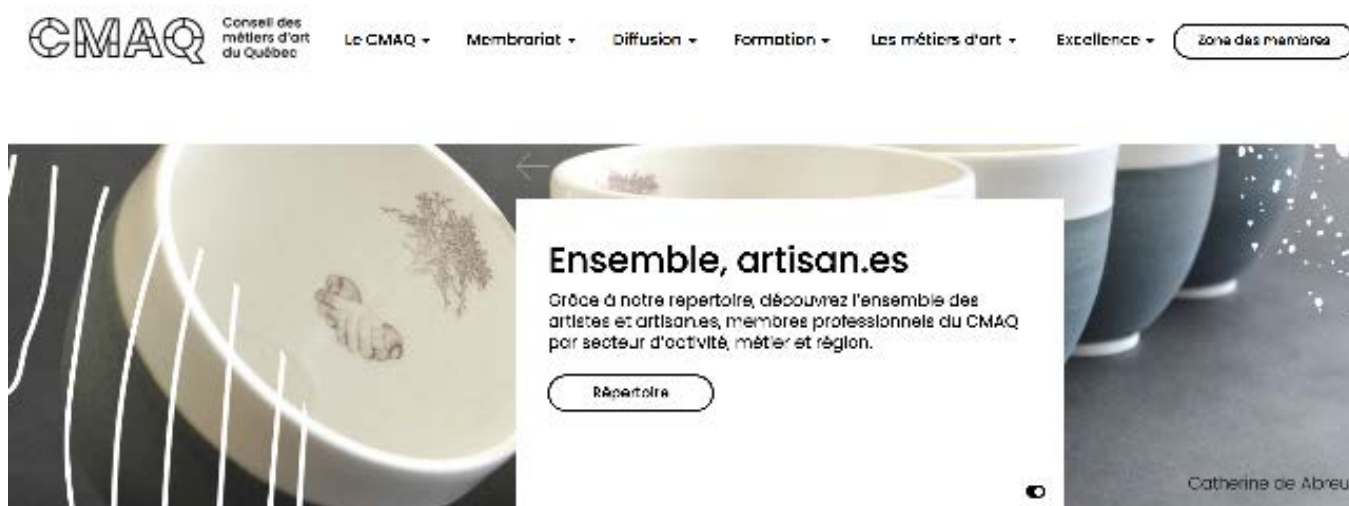 CMAQ
Conseil des
métiers d'art
du Québec
Le CMAQ
Membrariat
Diffusion
Formation
Les métiers d'art
Excellence
Zone des membres
Ensemble, artisan.es
Grâce à notre repertoire, découvrez l'ensemble des
artistes et artisan.es, membres professionnels du CMAQ
par secteur d'activité, métier et région.
Répertoire
Catherine de Abreu